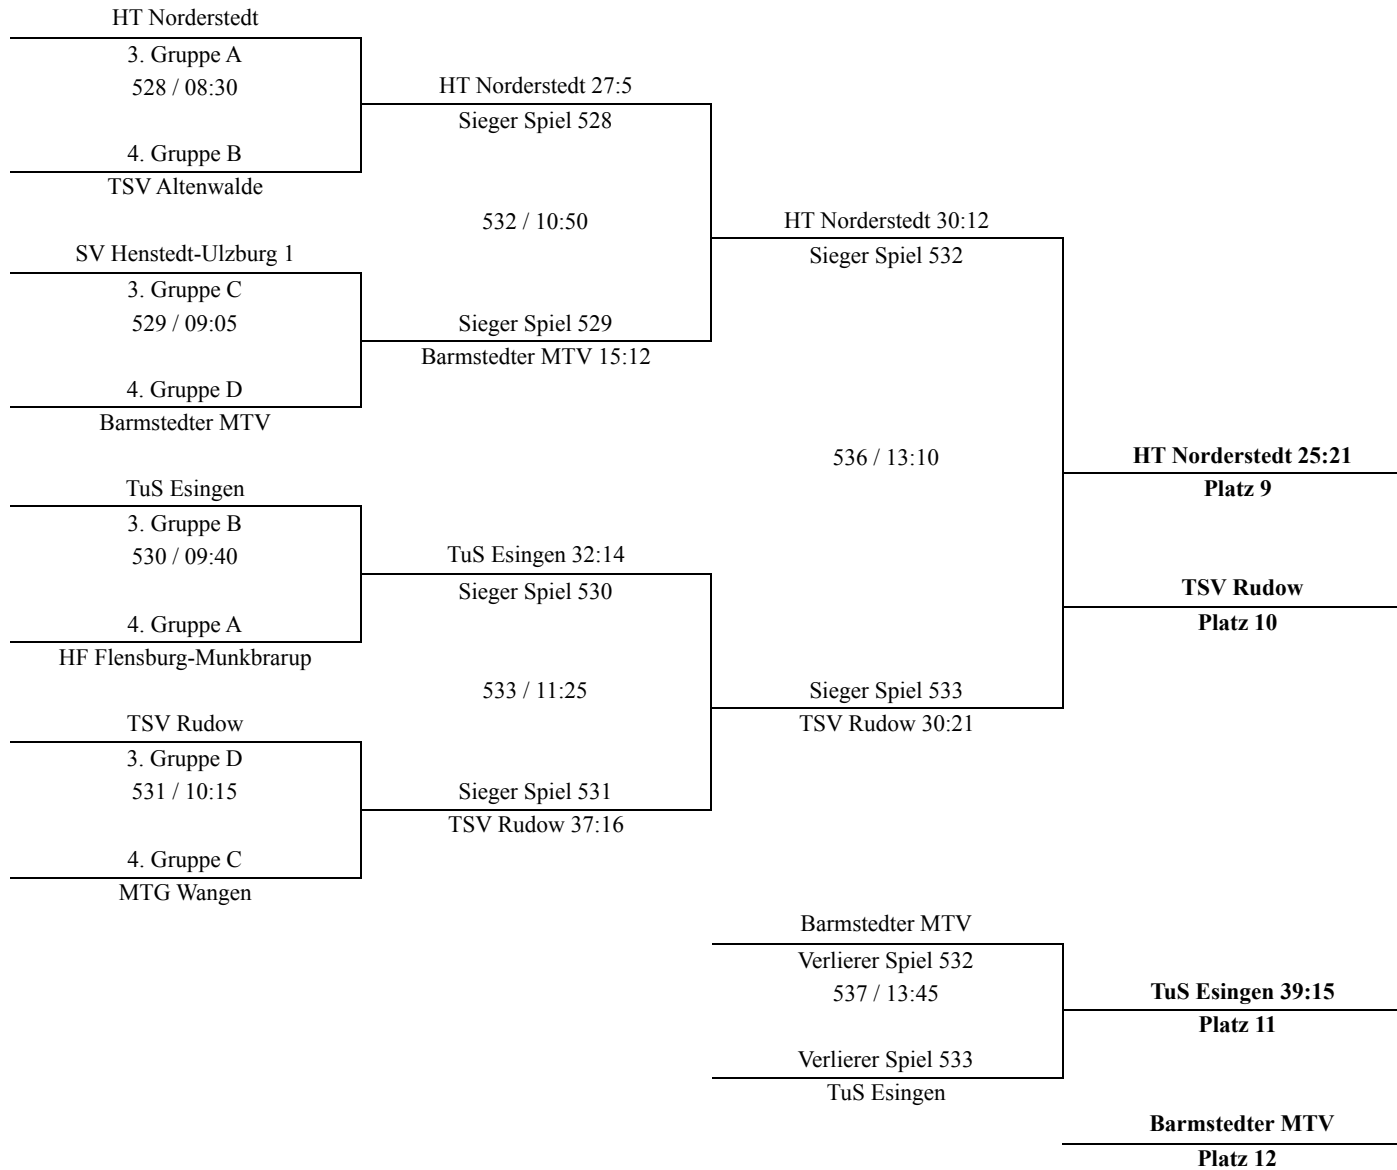 HT Norderstedt
3. Gruppe A
528 / 08:30
4. Gruppe B
TSV Altenwalde
SV Henstedt-Ulzburg 1
3. Gruppe C
529 / 09:05
4. Gruppe D
Barmstedter MTV
TuS Esingen
3. Gruppe B
530 / 09:40
4. Gruppe A
HF Flensburg-Munkbrarup
TSV Rudow
3. Gruppe D
531 / 10:15
4. Gruppe C
MTG Wangen
HT Norderstedt 27:5
Sieger Spiel 528
532 / 10:50
Sieger Spiel 529
Barmstedter MTV 15:12
TuS Esingen 32:14
Sieger Spiel 530
533 / 11:25
Sieger Spiel 531
TSV Rudow 37:16
HT Norderstedt 30:12
Sieger Spiel 532
536 / 13:10
Sieger Spiel 533
TSV Rudow 30:21
HT Norderstedt 25:21
Platz 9
TSV Rudow
Platz 10
Barmstedter MTV
Verlierer Spiel 532
537 / 13:45
Verlierer Spiel 533
TuS Esingen
TuS Esingen 39:15
Platz 11
Barmstedter MTV
Platz 12